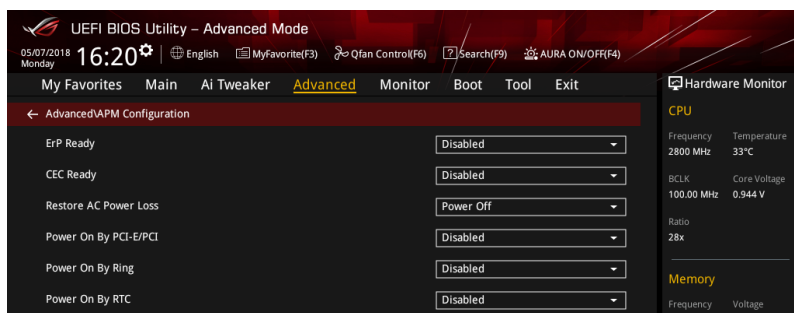 UEFI BIOS Utility – Advanced Mode
05/07/2018 Monday 16:20 English MyFavorite(F3) Qfan Control(F6) ? Search(F9) AURA ON/OFF(F4)
My Favorites Main Ai Tweaker Advanced Monitor Boot Tool Exit
← Advanced\APM Configuration
ErP Ready Disabled
CEC Ready Disabled
Restore AC Power Loss Power Off
Power On By PCI-E/PCI Disabled
Power On By Ring Disabled
Power On By RTC Disabled
Hardware Monitor
CPU
Frequency Temperature
2800 MHz 33°C
BCLK Core Voltage
100.00 MHz 0.944 V
Ratio
28x
Memory
Frequency Voltage